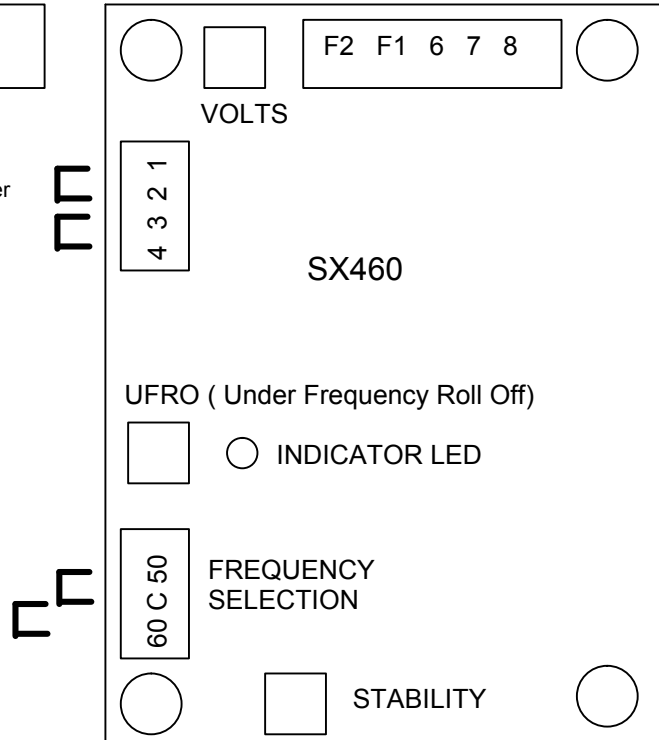 F2 F1 6 7 8
VOLTS
er
4 3 2 1
SX460
UFRO ( Under Frequency Roll Off)
INDICATOR LED
60 C 50
FREQUENCY
SELECTION
STABILITY